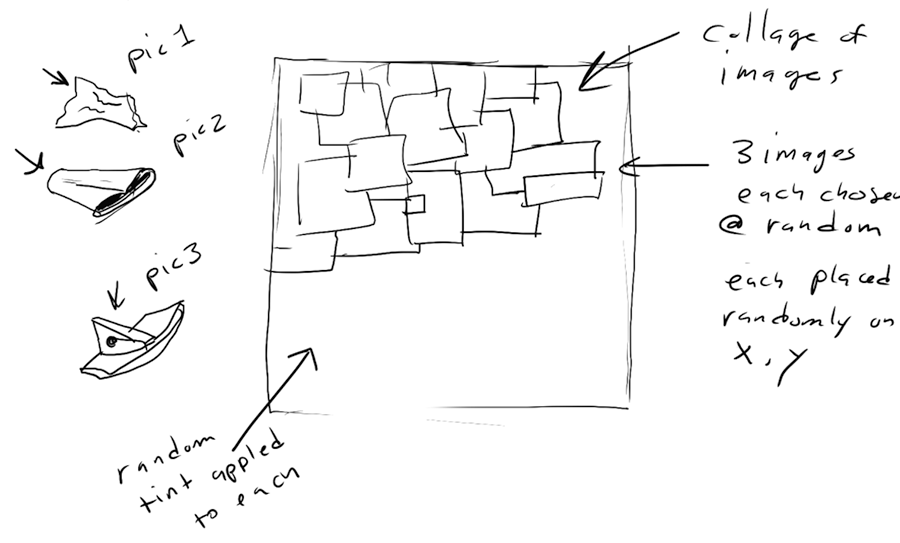 pic1
pic2
pic3
collage of
images
3 images
each chosen
@ random
each placed
randomly on
x, y
random
tint appled
to each